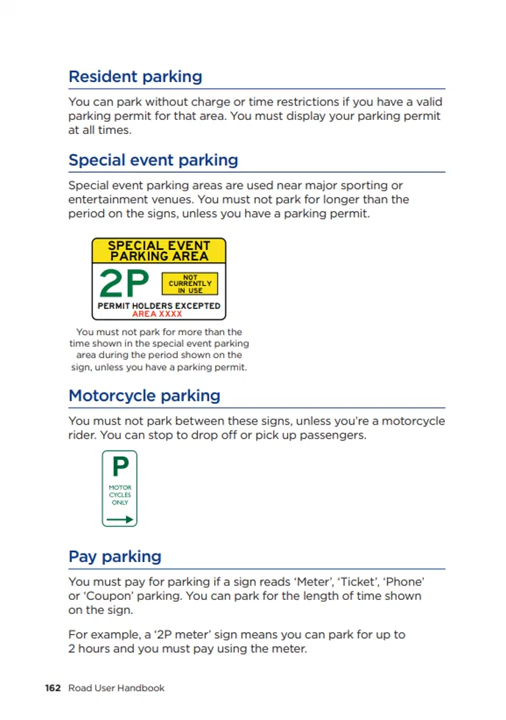 Resident parking
You can park without charge or time restrictions if you have a valid
parking permit for that area. You must display your parking permit
at all times.
Special event parking
Special event parking areas are used near major sporting or
entertainment venues. You must not park for longer than the
period on the signs, unless you have a parking permit.
SPECIAL EVENT
PARKING AREA
2P
NOT
CURRENTLY
IN USE
PERMIT HOLDERS EXCEPTED
AREA XXXX
You must not park for more than the
time shown in the special event parking
area during the period shown on the
sign, unless you have a parking permit.
Motorcycle parking
You must not park between these signs, unless you’re a motorcycle
rider. You can stop to drop off or pick up passengers.
P
MOTOR
CYCLES
ONLY
Pay parking
You must pay for parking if a sign reads ‘Meter’, ‘Ticket’, ‘Phone’
or ‘Coupon’ parking. You can park for the length of time shown
on the sign.
For example, a ‘2P meter’ sign means you can park for up to
2 hours and you must pay using the meter.
162 Road User Handbook